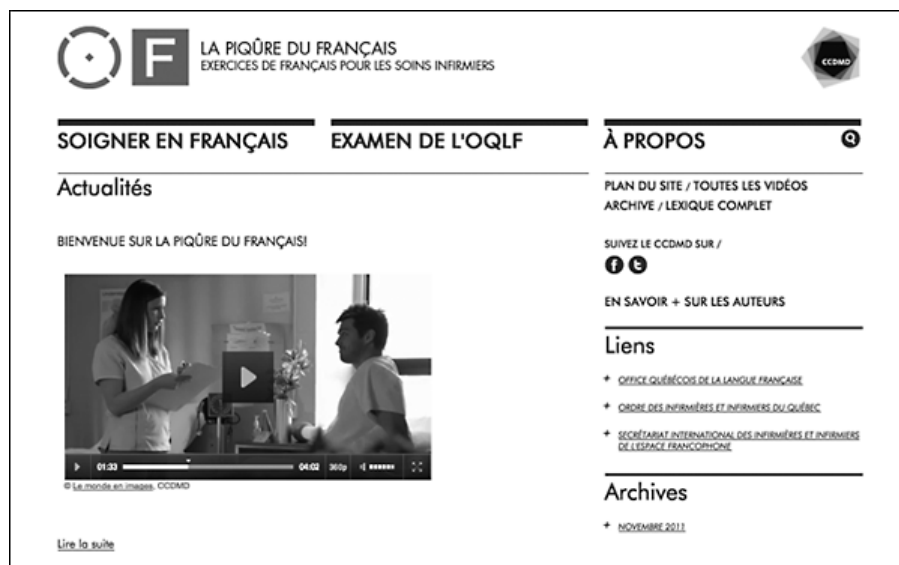 F
LA PIQÛRE DU FRANÇAIS
EXERCICES DE FRANÇAIS POUR LES SOINS INFIRMIERS
CCDMD
SOIGNER EN FRANÇAIS
EXAMEN DE L'OQLF
À PROPOS
Actualités
BIENVENUE SUR LA PIQÛRE DU FRANÇAIS!
01:33
04:02
360p
© Le monde en images, CCDMD
Lire la suite
PLAN DU SITE / TOUTES LES VIDÉOS
ARCHIVE / LEXIQUE COMPLET
SUIVEZ LE CCDMD SUR /
f t
EN SAVOIR + SUR LES AUTEURS
Liens
+ OFFICE QUÉBÉCOIS DE LA LANGUE FRANÇAISE
+ ORDRE DES INFIRMIÈRES ET INFIRMIERS DU QUÉBEC
+ SECRÉTARIAT INTERNATIONAL DES INFIRMIÈRES ET INFIRMIERS
DE L'ESPACE FRANCOPHONE
Archives
+ NOVEMBRE 2011